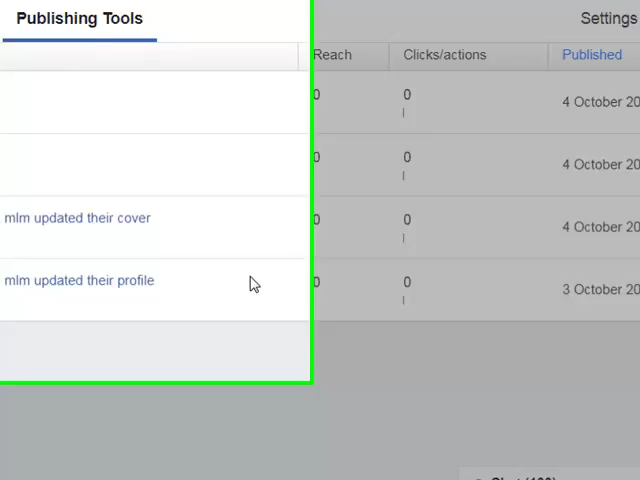 Publishing Tools
Settings
Reach
Clicks/actions
Published
0
0
4 October 20
0
0
4 October 20
mlm updated their cover
0
0
4 October 20
mlm updated their profile
0
0
3 October 20